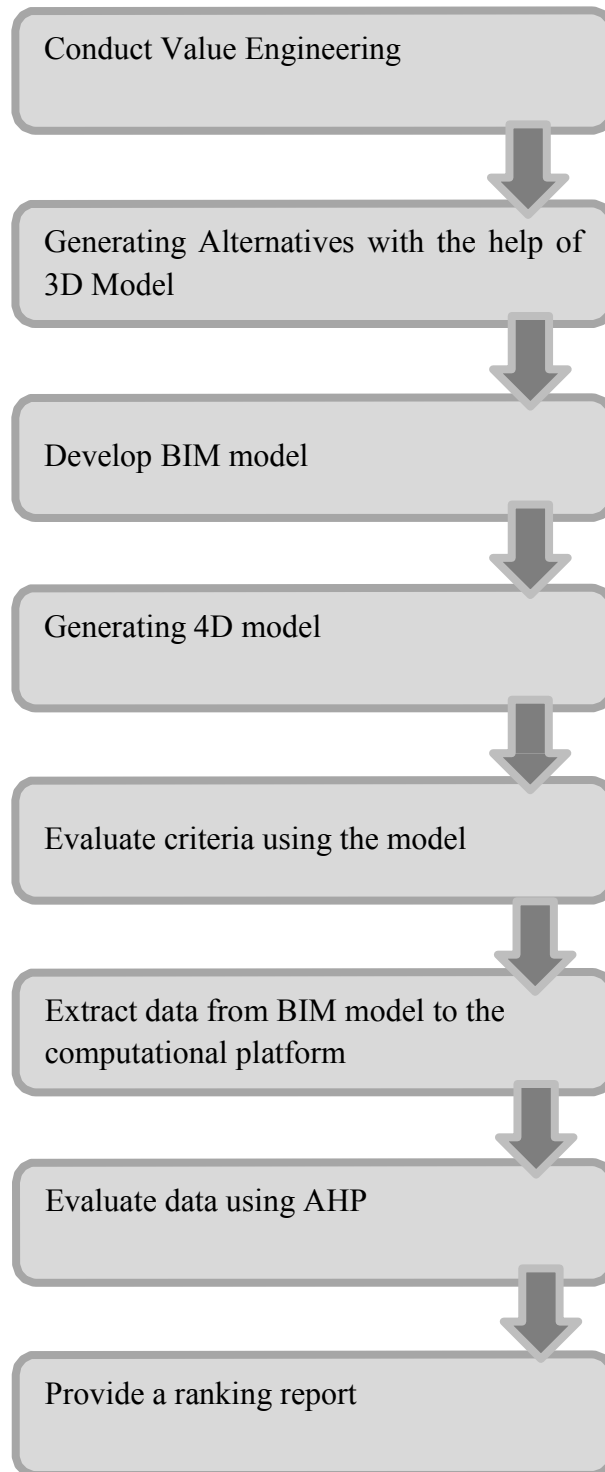 Conduct Value Engineering
Generating Alternatives with the help of
3D Model
Develop BIM model
Generating 4D model
Evaluate criteria using the model
Extract data from BIM model to the
computational platform
Evaluate data using AHP
Provide a ranking report